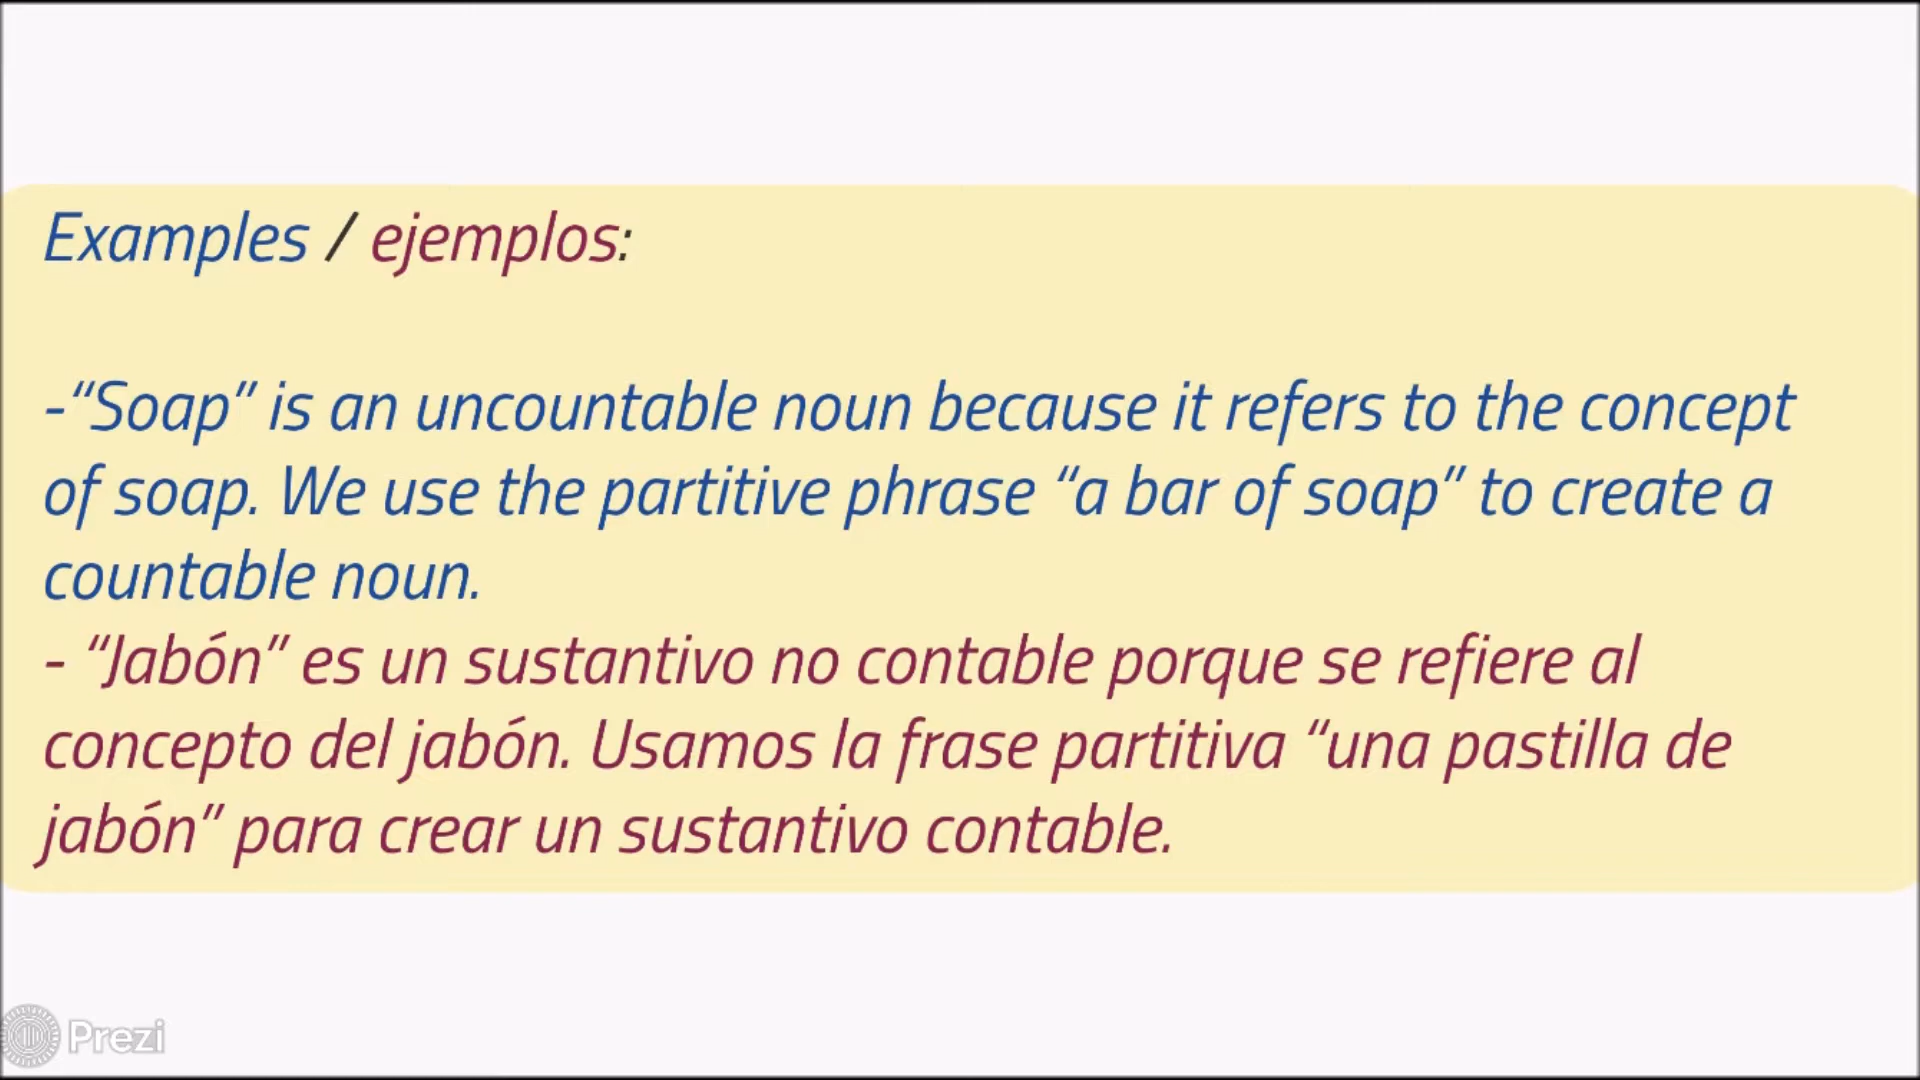 Examples / ejemplos:
-“Soap” is an uncountable noun because it refers to the concept
of soap. We use the partitive phrase “a bar of soap” to create a
countable noun.
- “Jabón” es un sustantivo no contable porque se refiere al
concepto del jabón. Usamos la frase partitiva “una pastilla de
jabón” para crear un sustantivo contable.
Prezi